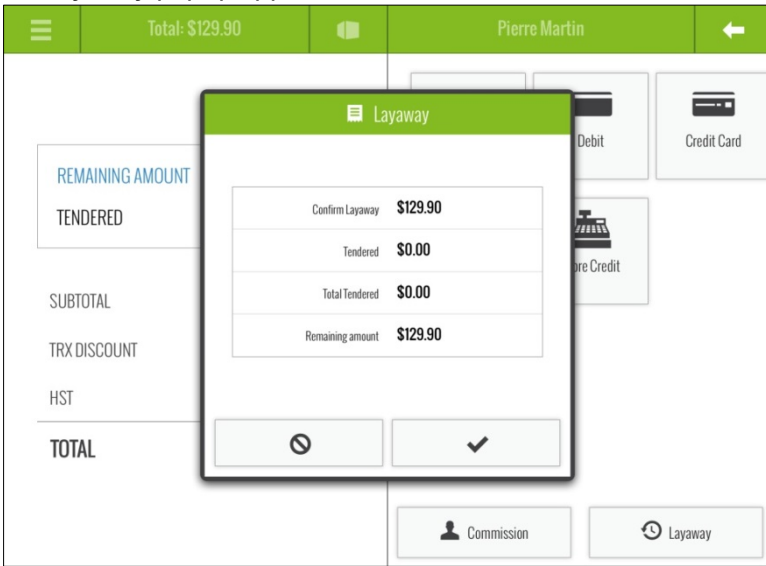 Total: $129.90
Pierre Martin
Layaway
Debit
Credit Card
REMAINING AMOUNT
TENDERED
Confirm Layaway $129.90
Tendered $0.00
Total Tendered $0.00
Remaining amount $129.90
Credit
SUBTOTAL
TRX DISCOUNT
HST
TOTAL
Commission
Layaway